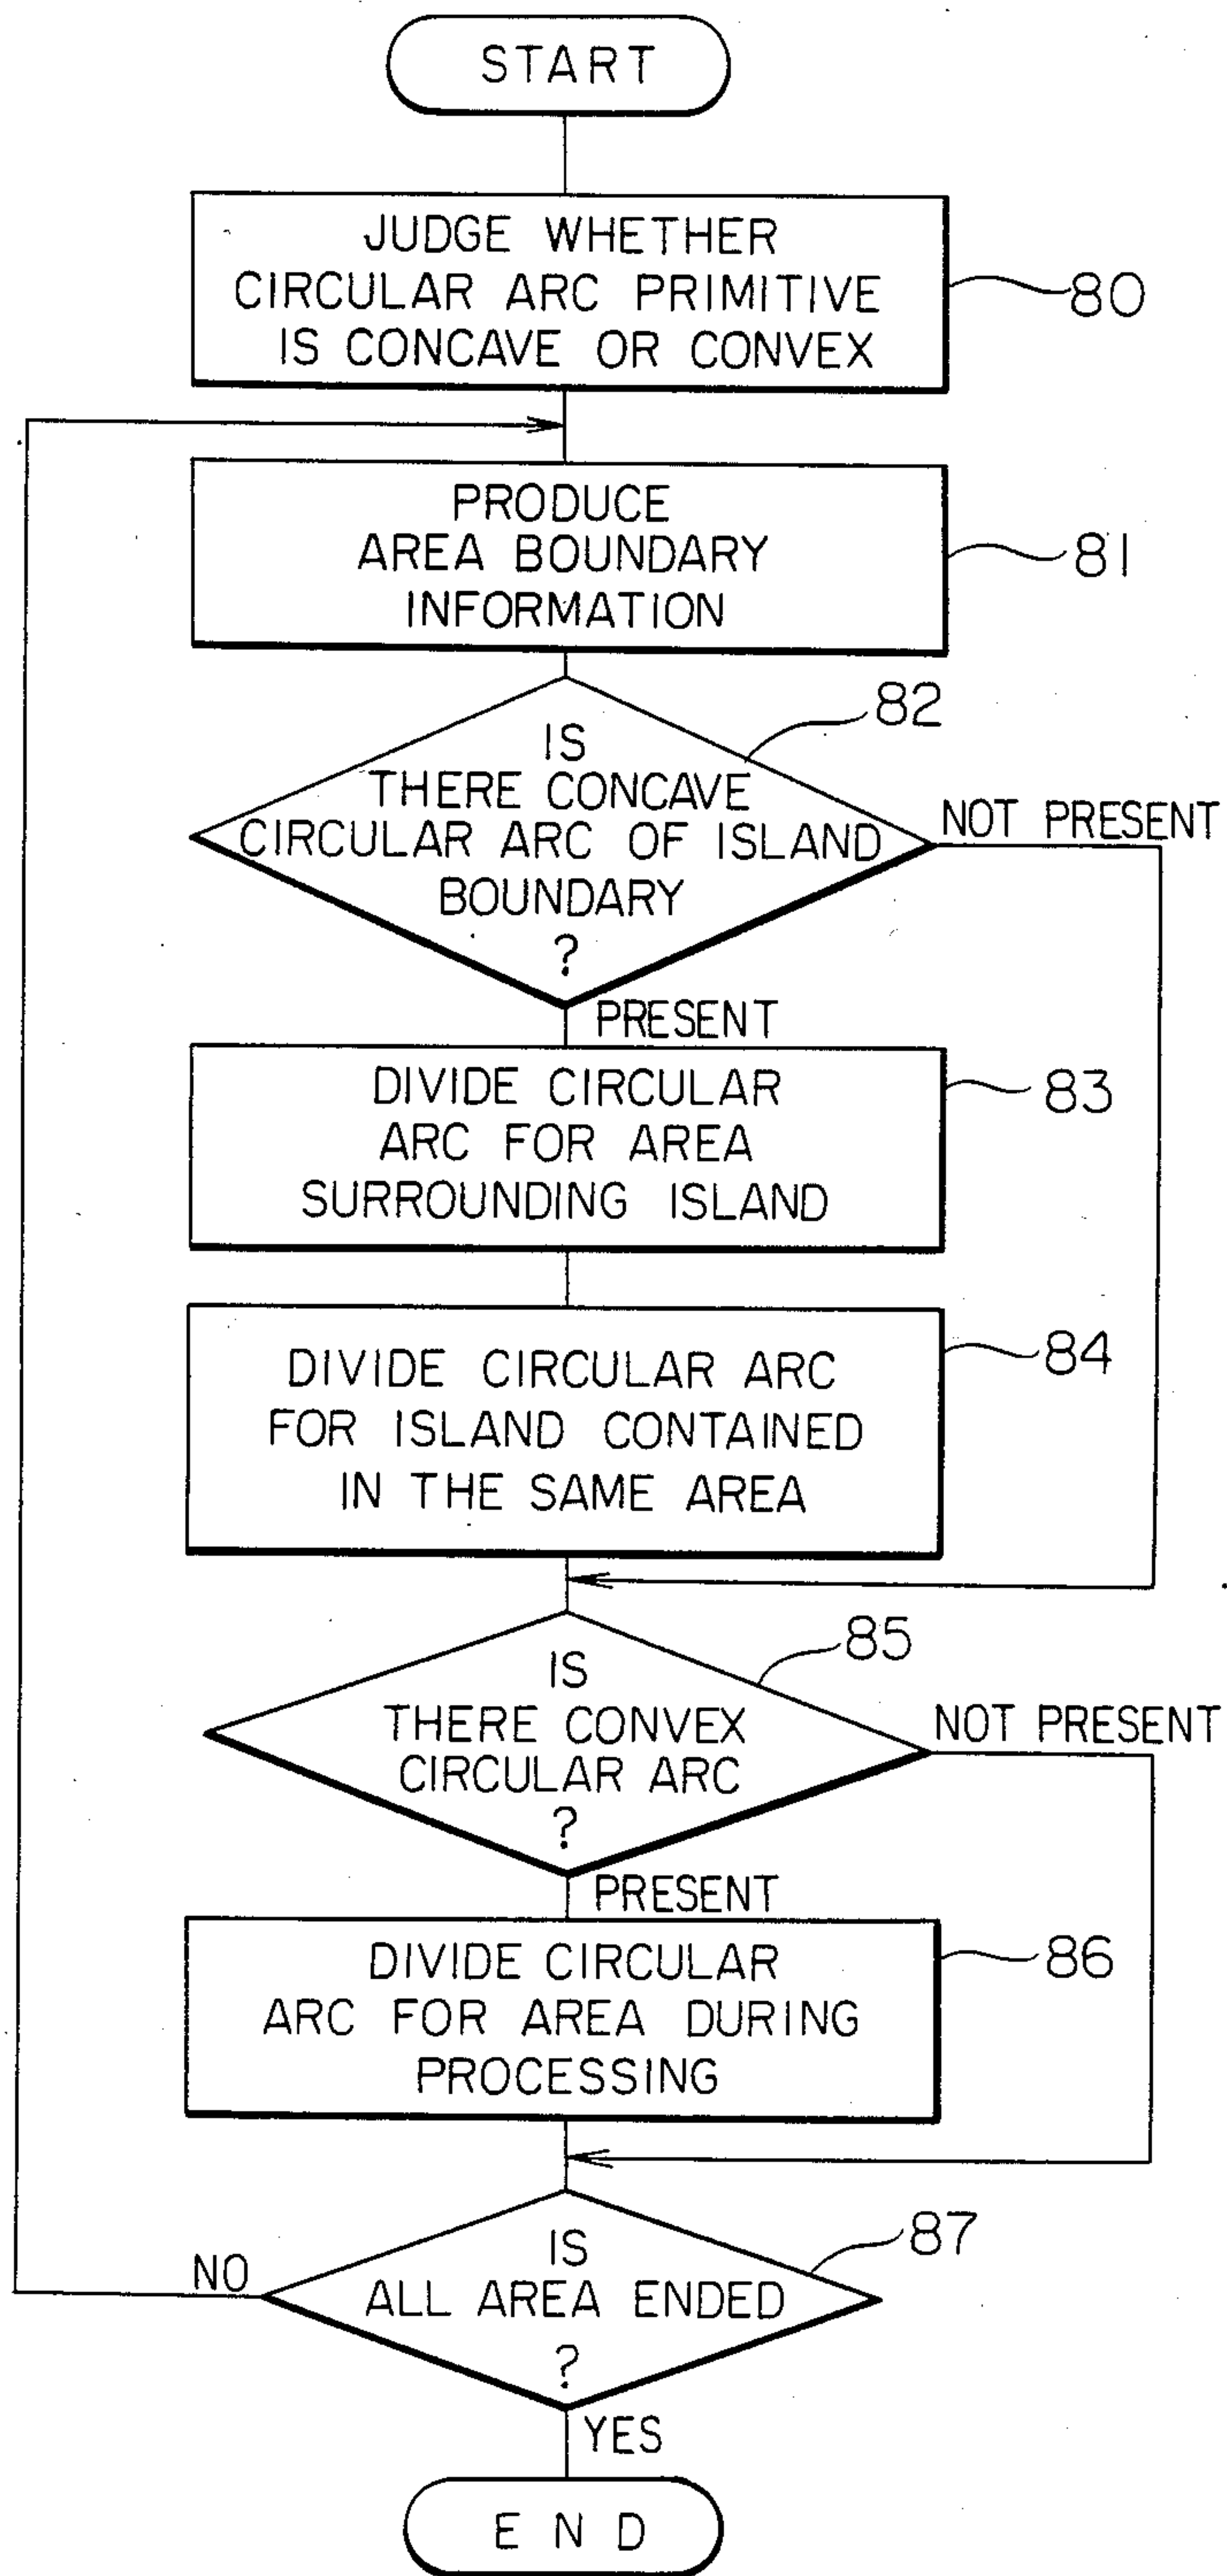 START
JUDGE WHETHER
CIRCULAR ARC PRIMITIVE
IS CONCAVE OR CONVEX
80
PRODUCE
AREA BOUNDARY
INFORMATION
81
82
IS
THERE CONCAVE
CIRCULAR ARC OF ISLAND
BOUNDARY
?
NOT PRESENT
PRESENT
DIVIDE CIRCULAR
ARC FOR AREA
SURROUNDING ISLAND
83
DIVIDE CIRCULAR ARC
FOR ISLAND CONTAINED
IN THE SAME AREA
84
85
IS
THERE CONVEX
CIRCULAR ARC
?
NOT PRESENT
PRESENT
DIVIDE CIRCULAR
ARC FOR AREA DURING
PROCESSING
86
87
IS
ALL AREA ENDED
?
NO
YES
END